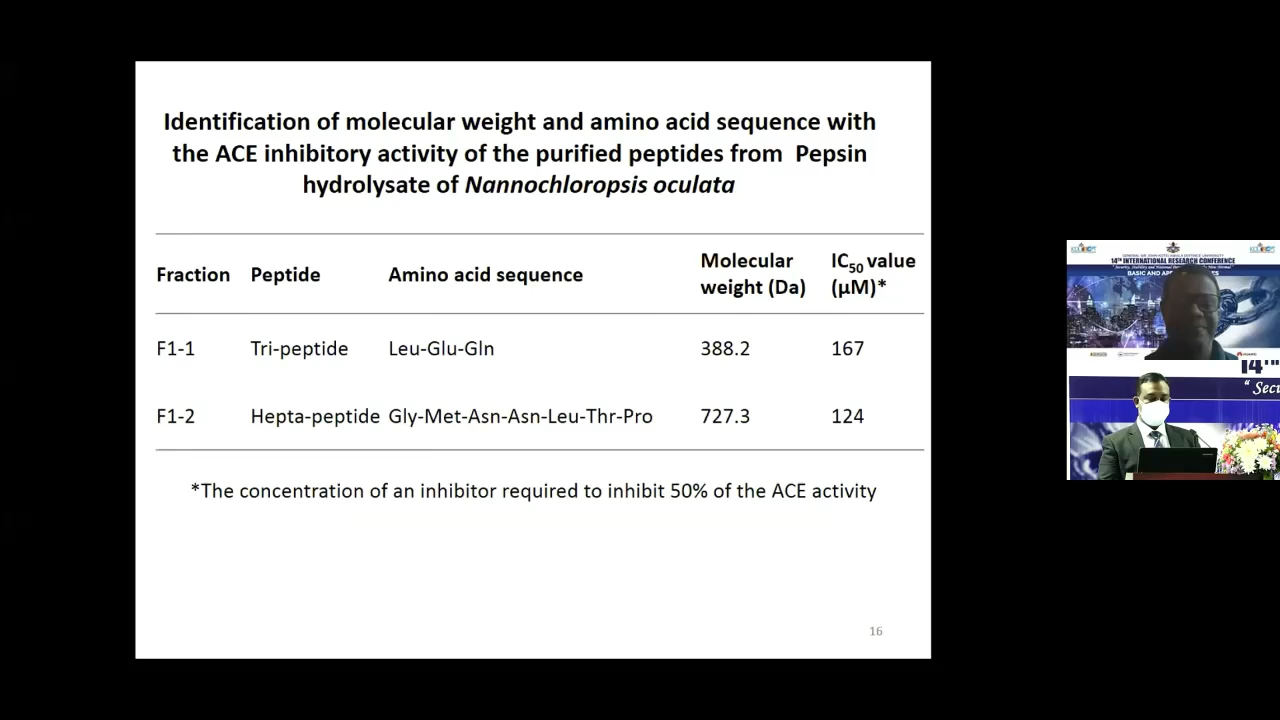 Identification of molecular weight and amino acid sequence with
the ACE inhibitory activity of the purified peptides from Pepsin
hydrolysate of Nannochloropsis oculata
Fraction Peptide Amino acid sequence Molecular weight (Da) IC50 value (μM)*
F1-1 Tri-peptide Leu-Glu-Gln 388.2 167
F1-2 Hepta-peptide Gly-Met-Asn-Asn-Leu-Thr-Pro 727.3 124
*The concentration of an inhibitor required to inhibit 50% of the ACE activity
16
14TH INTERNATIONAL RESEARCH CONFERENCE
BASIC AND
14TH
"Secu